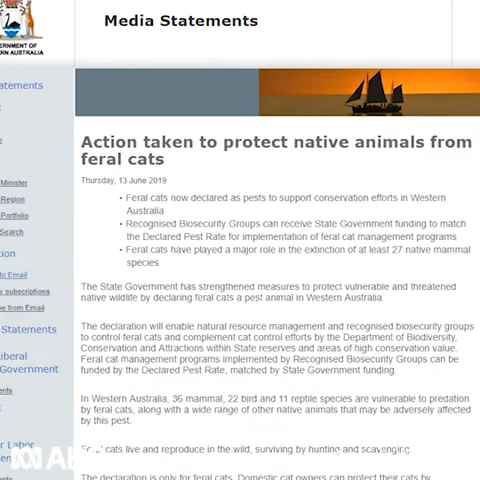 Media Statements
GOVERNMENT OF
WESTERN AUSTRALIA
Action taken to protect native animals from
feral cats
Thursday, 13 June 2019
• Feral cats now declared as pests to support conservation efforts in Western
Australia
• Recognised Biosecurity Groups can receive State Government funding to match
the Declared Pest Rate for implementation of feral cat management programs
• Feral cats have played a major role in the extinction of at least 27 native mammal
species
The State Government has strengthened measures to protect vulnerable and threatened
native wildlife by declaring feral cats a pest animal in Western Australia.
The declaration will enable natural resource management and recognised biosecurity groups
to control feral cats and complement cat control efforts by the Department of Biodiversity,
Conservation and Attractions within State reserves and areas of high conservation value.
Feral cat management programs implemented by Recognised Biosecurity Groups can be
funded by the Declared Pest Rate, matched by State Government funding.
In Western Australia, 36 mammal, 22 bird and 11 reptile species are vulnerable to predation
by feral cats, along with a wide range of other native animals that may be adversely affected
by this pest.
cats live and reproduce in the wild, surviving by hunting and scavenging.
The declaration is only for feral cats. Domestic cat owners can protect their cats by
tatements
Minister
Region
Portfolio
Search
tion
to Email
y subscriptions
be from Email
Statements
iberal
Government
ents
r Labor